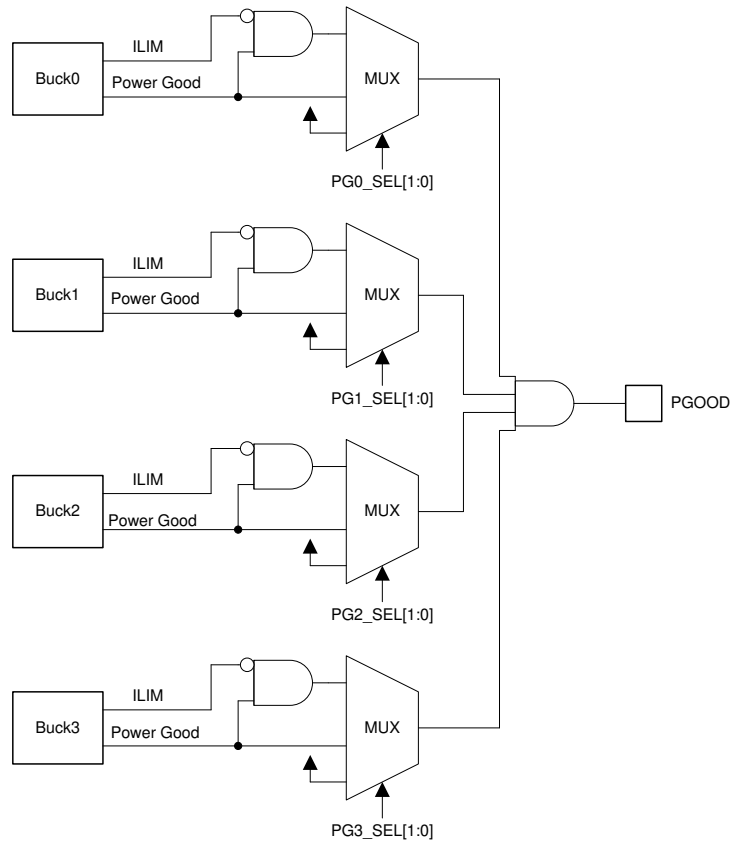 ILIM
Buck0
Power Good
MUX
PG0_SEL[1:0]
ILIM
Buck1
Power Good
MUX
PG1_SEL[1:0]
PGOOD
ILIM
Buck2
Power Good
MUX
PG2_SEL[1:0]
ILIM
Buck3
Power Good
MUX
PG3_SEL[1:0]